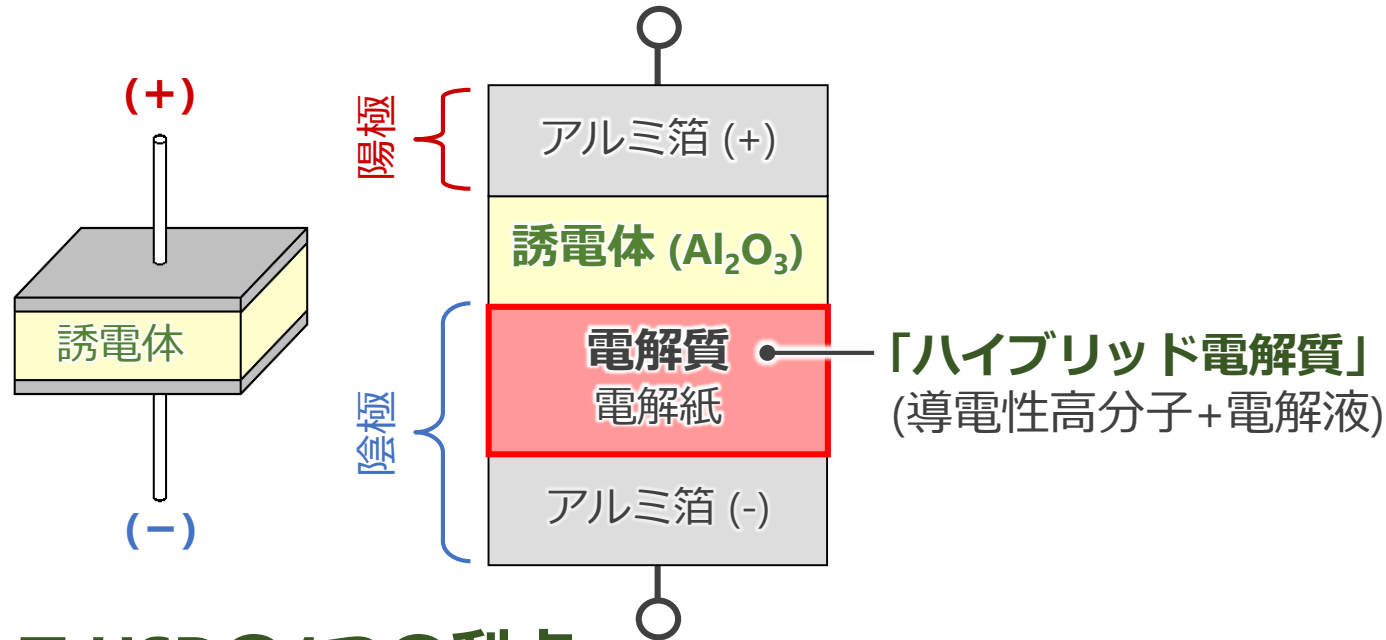 (+)
誘電体
(−)
陽極
アルミ箔 (+)
誘電体 (Al₂O₃)
電解質
電解紙
陰極
アルミ箔 (-)
「ハイブリッド電解質」
(導電性高分子+電解液)